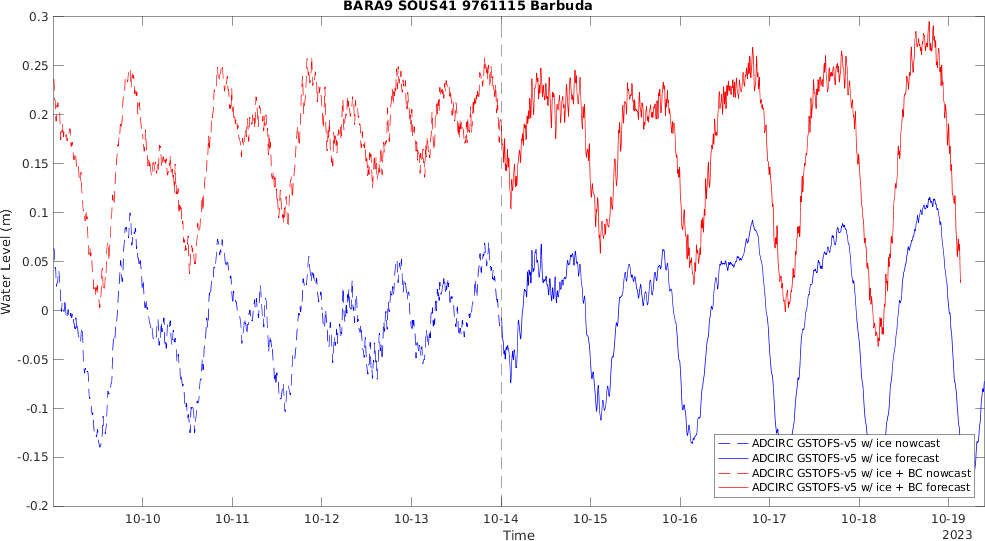 BARA9 SOUS41 9761115 Barbuda
0.3
0.25
0.2
0.15
0.1
0.05
0
-0.05
-0.1
-0.15
-0.2
Water Level (m)
ADCIRC GSTOFS-v5 w/ ice nowcast
ADCIRC GSTOFS-v5 w/ ice forecast
ADCIRC GSTOFS-v5 w/ ice + BC nowcast
ADCIRC GSTOFS-v5 w/ ice + BC forecast
10-10 10-11 10-12 10-13 10-14 10-15 10-16 10-17 10-18 10-19
Time
2023